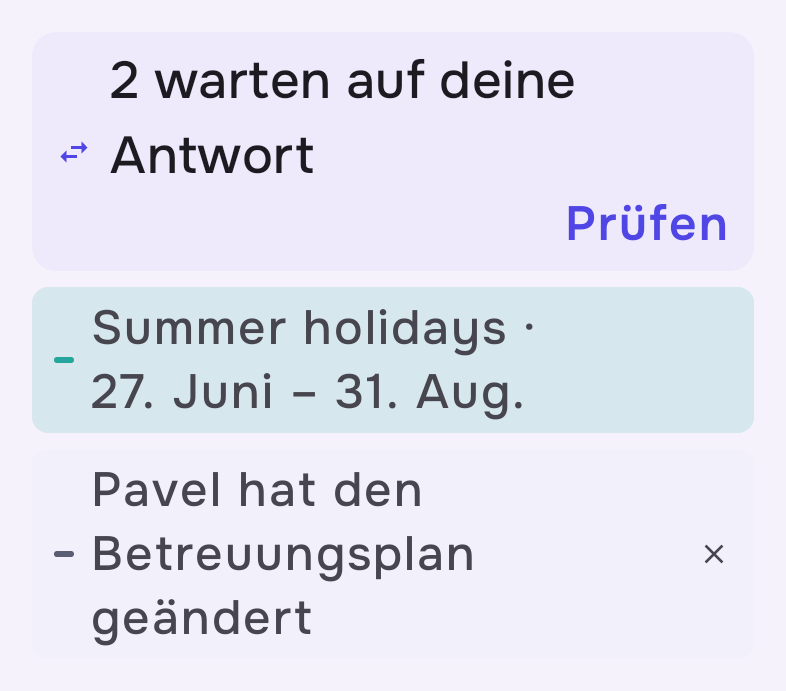 2 warten auf deine
Antwort
Prüfen
Summer holidays ·
27. Juni – 31. Aug.
Pavel hat den
Betreuungsplan
geändert